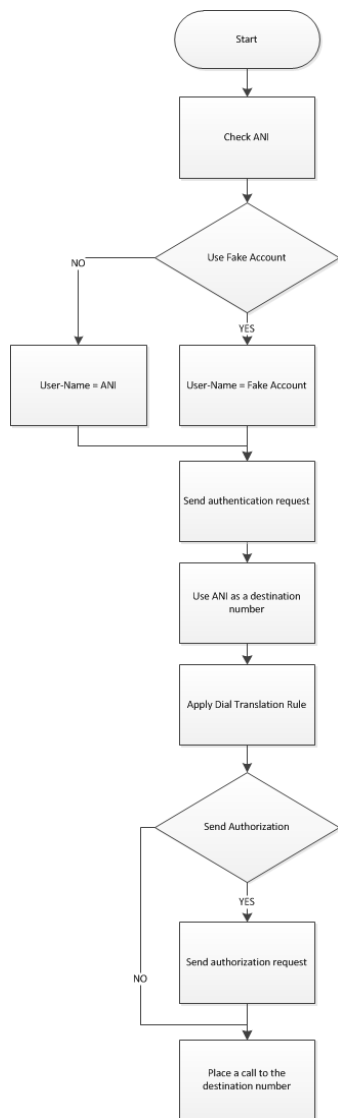 Start
Check ANI
Use Fake Account
NO
YES
User-Name = ANI
User-Name = Fake Account
Send authentication request
Use ANI as a destination
number
Apply Dial Translation Rule
Send Authorization
YES
Send authorization request
NO
Place a call to the
destination number